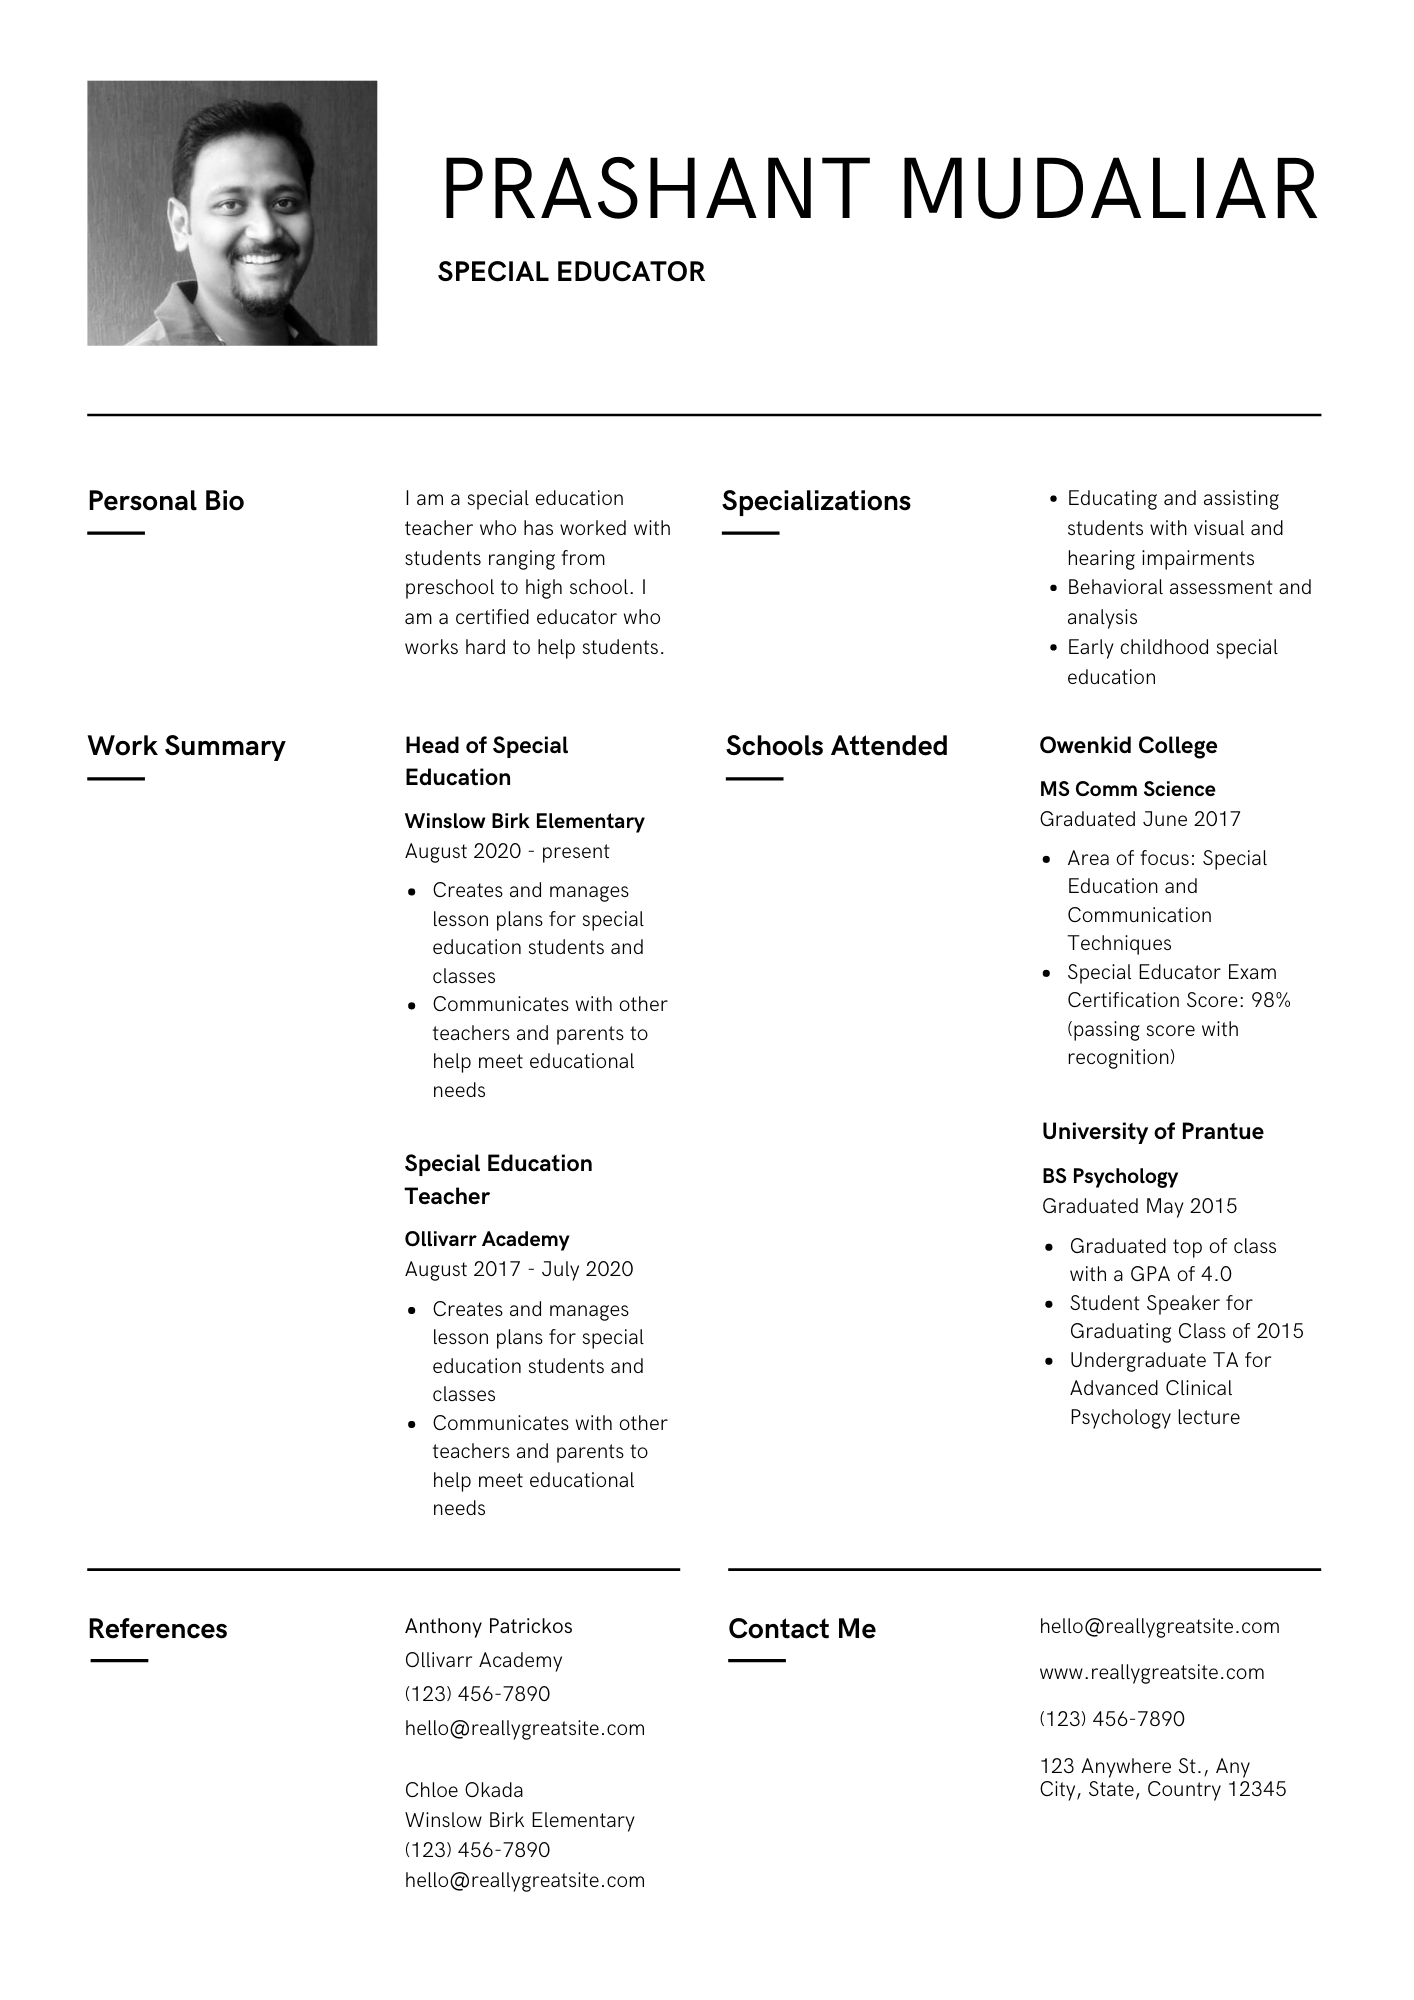 PRASHANT MUDALIAR
SPECIAL EDUCATOR
Personal Bio
I am a special education
teacher who has worked with
students ranging from
preschool to high school. I
am a certified educator who
works hard to help students.
Specializations
• Educating and assisting
students with visual and
hearing impairments
• Behavioral assessment and
analysis
• Early childhood special
education
Work Summary
Head of Special
Education
Winslow Birk Elementary
August 2020 - present
• Creates and manages
lesson plans for special
education students and
classes
• Communicates with other
teachers and parents to
help meet educational
needs
Special Education
Teacher
Ollivarr Academy
August 2017 - July 2020
• Creates and manages
lesson plans for special
education students and
classes
• Communicates with other
teachers and parents to
help meet educational
needs
Schools Attended
Owenkid College
MS Comm Science
Graduated June 2017
• Area of focus: Special
Education and
Communication
Techniques
• Special Educator Exam
Certification Score: 98%
(passing score with
recognition)
University of Prantue
BS Psychology
Graduated May 2015
• Graduated top of class
with a GPA of 4.0
• Student Speaker for
Graduating Class of 2015
• Undergraduate TA for
Advanced Clinical
Psychology lecture
References
Anthony Patrickos
Ollivarr Academy
(123) 456-7890
hello@reallygreatsite.com
Chloe Okada
Winslow Birk Elementary
(123) 456-7890
hello@reallygreatsite.com
Contact Me
hello@reallygreatsite.com
www.reallygreatsite.com
(123) 456-7890
123 Anywhere St., Any
City, State, Country 12345